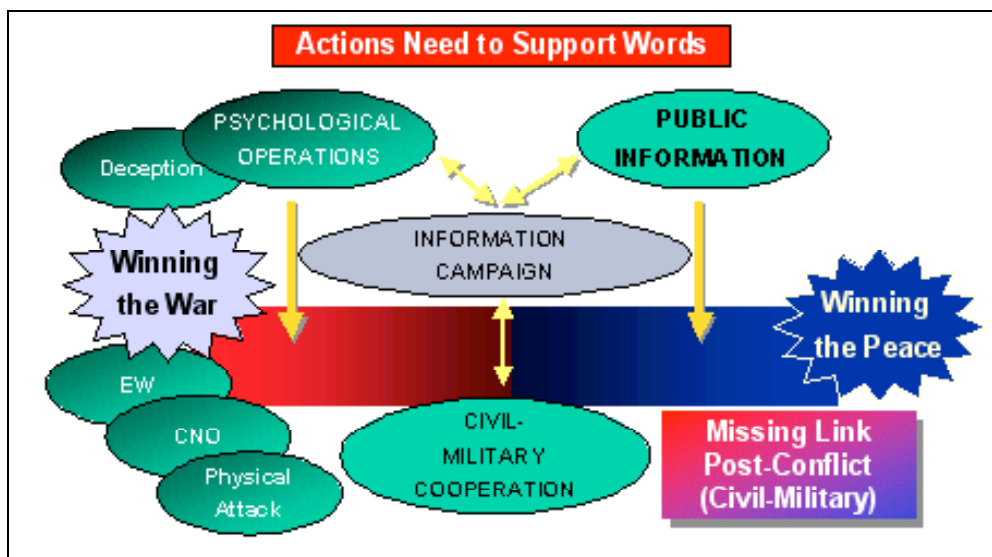 Actions Need to Support Words
PSYCHOLOGICAL
OPERATIONS
PUBLIC
INFORMATION
Deception
INFORMATION
CAMPAIGN
Winning
the War
Winning
the Peace
EW
CNO
Physical
Attack
CIVIL-
MILITARY
COOPERATION
Missing Link
Post-Conflict
(Civil-Military)